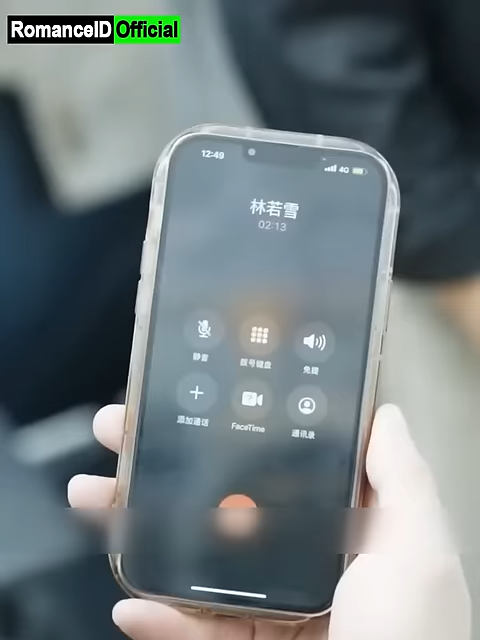 RomanceID Official
12:49 4G
林若雪
02:13
静音 拨号键盘 免提
添加通话 FaceTime 通讯录